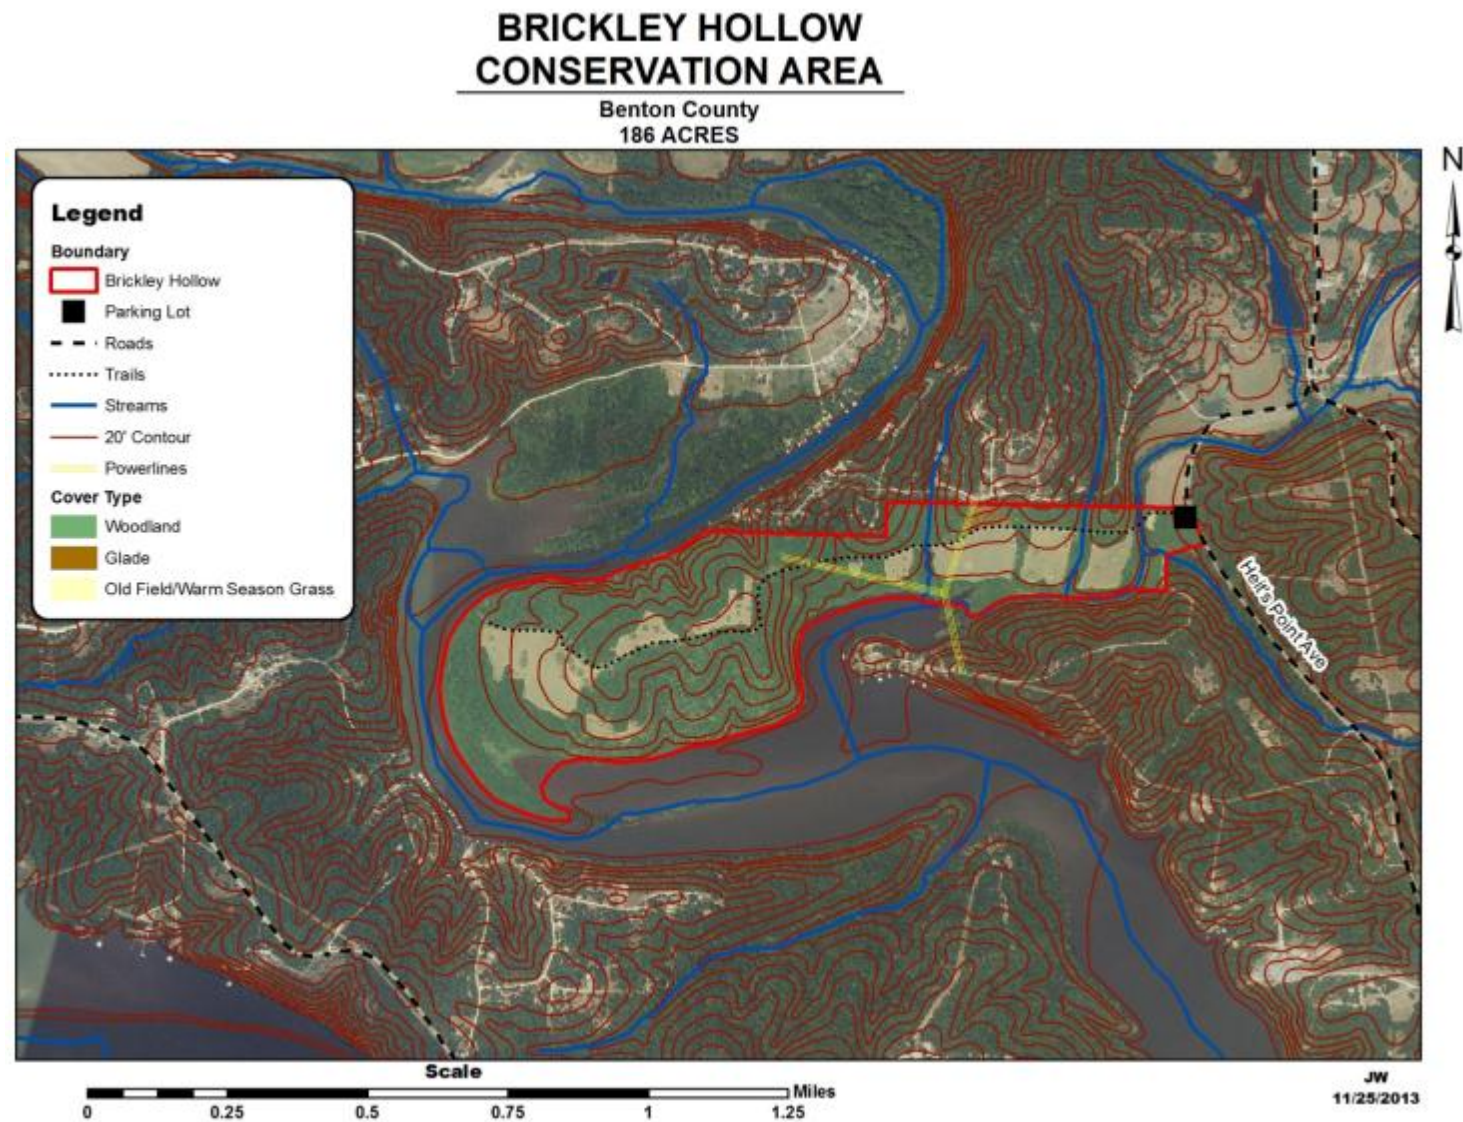 BRICKLEY HOLLOW
CONSERVATION AREA
Benton County
186 ACRES
N
Legend
Boundary
Brickley Hollow
Parking Lot
Roads
Trails
Streams
20' Contour
Powerlines
Cover Type
Woodland
Glade
Old Field/Warm Season Grass
Heit's Point Ave
Scale
Miles
0 0.25 0.5 0.75 1 1.25
JW
11/25/2013